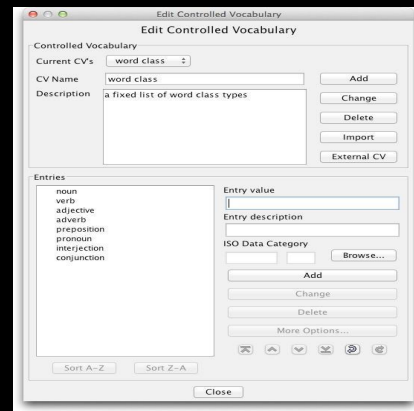 Edit Controlled Vocabulary
Edit Controlled Vocabulary
Controlled Vocabulary
Current CV's word class
CV Name word class Add
Description a fixed list of word class types Change
Delete
Import
External CV
Entries
noun
verb
adjective
adverb
preposition
pronoun
interjection
conjunction
Sort A-Z Sort Z-A
Entry value
Entry description
ISO Data Category
Browse...
Add
Change
Delete
More Options...
Close